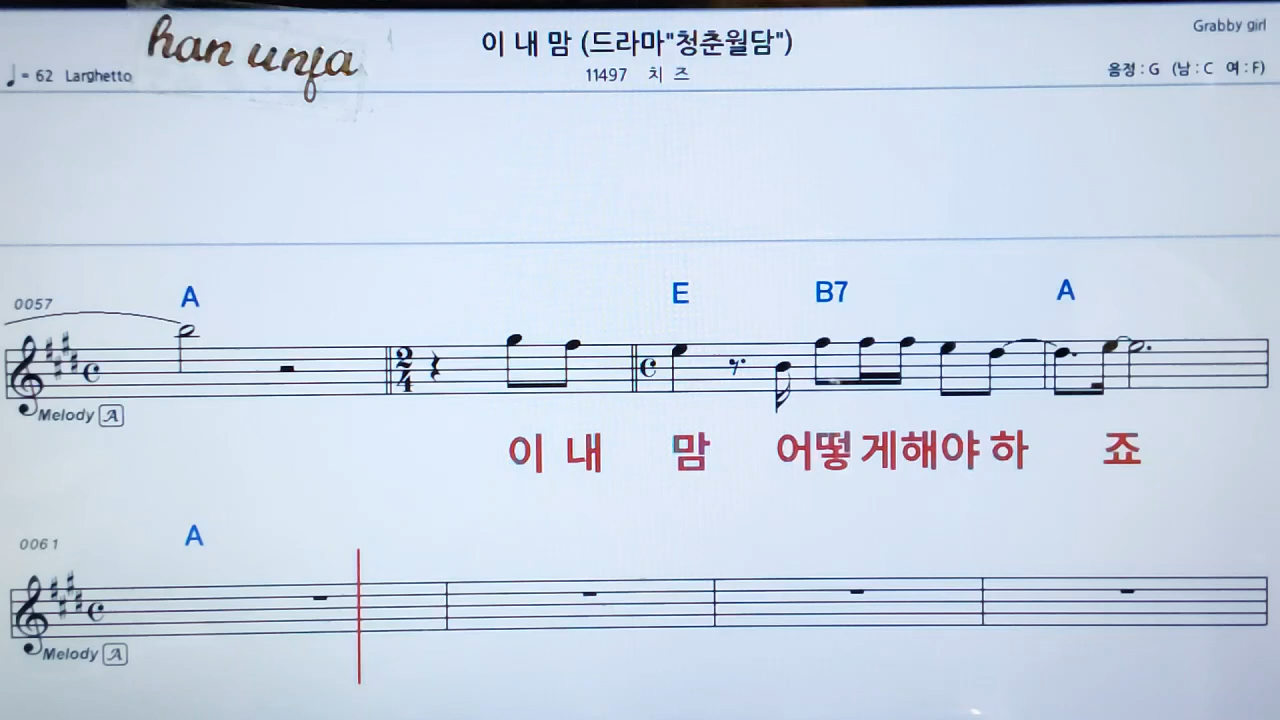 han unja
이 내 맘 (드라마"청춘월담")
Grabby girl
♩= 62 Larghetto
11497 치 즈
음정 : G (남 : C 여 : F)
0057
A
E
B7
A
2
4
Melody A
이 내 맘 어떻 게해야 하 죠
0061
A
Melody A